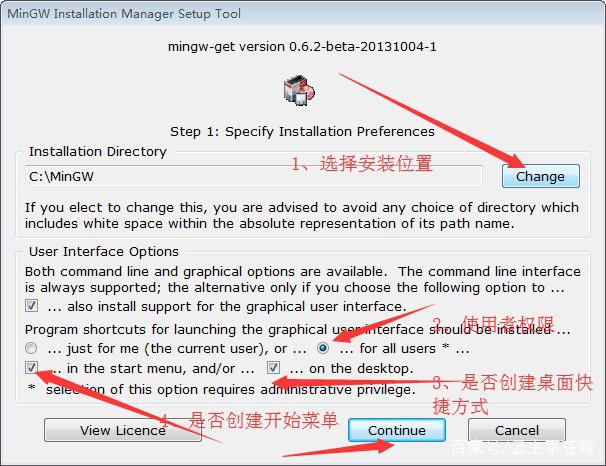 MinGW Installation Manager Setup Tool
mingw-get version 0.6.2-beta-20131004-1
Step 1: Specify Installation Preferences
Installation Directory
1、选择安装位置
C:\MinGW
Change
If you elect to change this, you are advised to avoid any choice of directory which
includes white space within the absolute representation of its path name.
User Interface Options
Both command line and graphical options are available. The command line interface
is always supported; the alternative only if you choose the following option to ...
... also install support for the graphical user interface.
2、使用者权限
Program shortcuts for launching the graphical user interface should be installed ...
... just for me (the current user), or ... ... for all users * ...
... in the start menu, and/or ... ... on the desktop.
3、是否创建桌面快
捷方式
* selection of this option requires administrative privilege.
4、是否创建开始菜单
View Licence Continue Cancel
百家号/云主牵苍穹